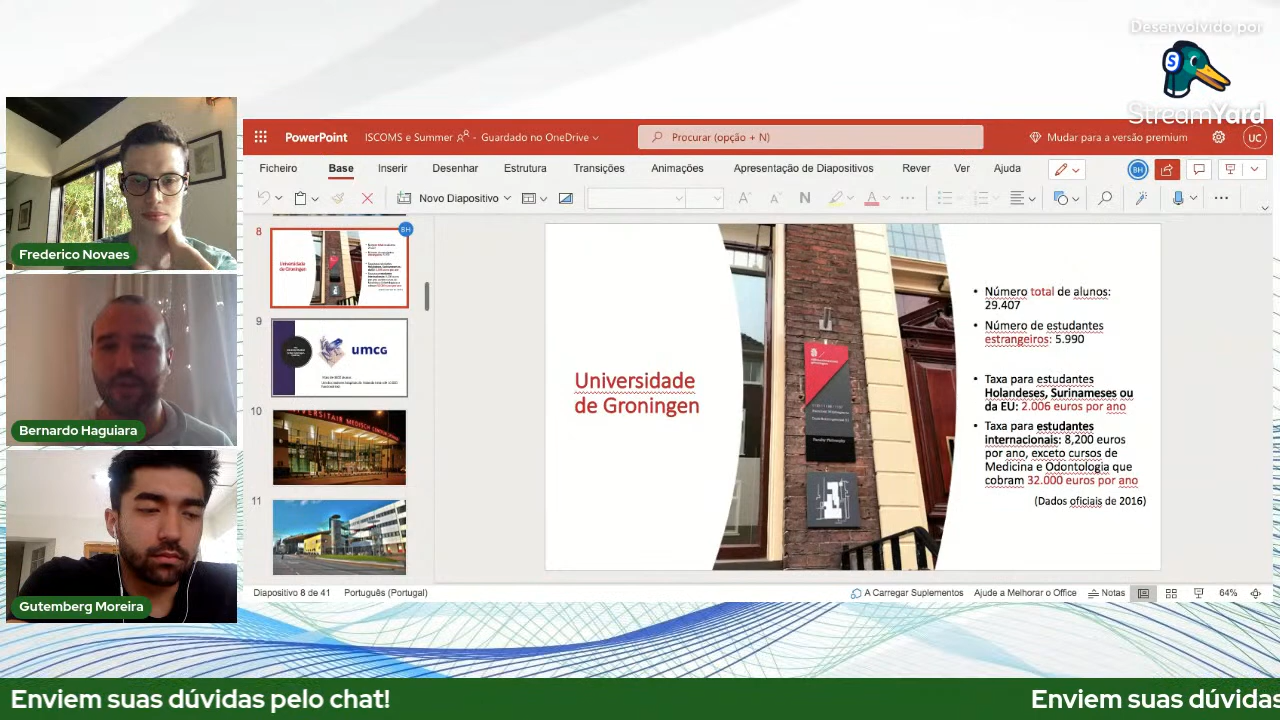 Desenvolvido por
StreamYard
PowerPoint ISCOMS e Summer - Guardado no OneDrive
Procurar (opção + N)
Mudar para a versão premium
UC
Ficheiro Base Inserir Desenhar Estrutura Transições Animações Apresentação de Diapositivos Rever Ver Ajuda
BH
Novo Diapositivo
N
A
8
BH
Universidade
de Groningen
9
umcg
10
11
Universidade
de Groningen
• Número total de alunos:
29.407
• Número de estudantes
estrangeiros: 5.990
• Taxa para estudantes
Holandeses, Surinameses ou
da EU: 2.006 euros por ano
• Taxa para estudantes
internacionais: 8,200 euros
por ano, exceto cursos de
Medicina e Odontologia que
cobram 32.000 euros por ano
(Dados oficiais de 2016)
Frederico Novaes
Bernardo Haguiara
Gutemberg Moreira
Diapositivo 8 de 41 Português (Portugal)
A Carregar Suplementos Ajude a Melhorar o Office Notas 64%
Enviem suas dúvidas pelo chat!
Enviem suas dúvidas